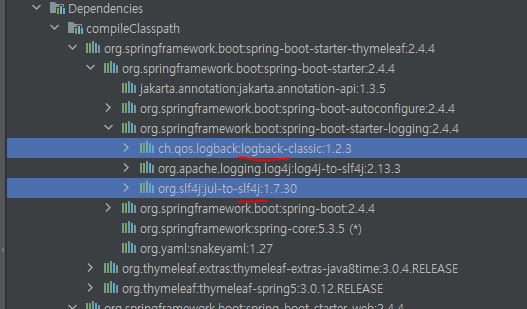 Dependencies
compileClasspath
org.springframework.boot:spring-boot-starter-thymeleaf:2.4.4
org.springframework.boot:spring-boot-starter:2.4.4
jakarta.annotation:jakarta.annotation-api:1.3.5
org.springframework.boot:spring-boot-autoconfigure:2.4.4
org.springframework.boot:spring-boot-starter-logging:2.4.4
ch.qos.logback:logback-classic:1.2.3
org.apache.logging.log4j:log4j-to-slf4j:2.13.3
org.slf4j:jul-to-slf4j:1.7.30
org.springframework.boot:spring-boot:2.4.4
org.springframework:spring-core:5.3.5 (*)
org.yaml:snakeyaml:1.27
org.thymeleaf.extras:thymeleaf-extras-java8time:3.0.4.RELEASE
org.thymeleaf:thymeleaf-spring5:3.0.12.RELEASE
org.springframework.boot:spring-boot-starter-web:2.4.4